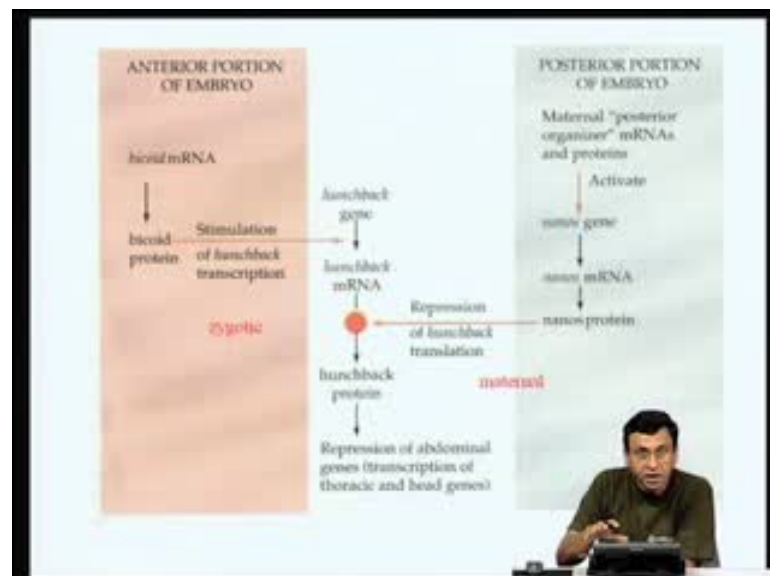 ANTERIOR PORTION
OF EMBRYO
bicoid mRNA
bicoid
protein
Stimulation
of hunchback
transcription
zygotic
hunchback
gene
hunchback
mRNA
hunchback
protein
Repression of abdominal
genes (transcription of
thoracic and head genes)
Repression
of hunchback
translation
maternal
POSTERIOR PORTION
OF EMBRYO
Maternal "posterior
organizer" mRNAs
and proteins
Activate
nanos gene
nanos mRNA
nanos protein